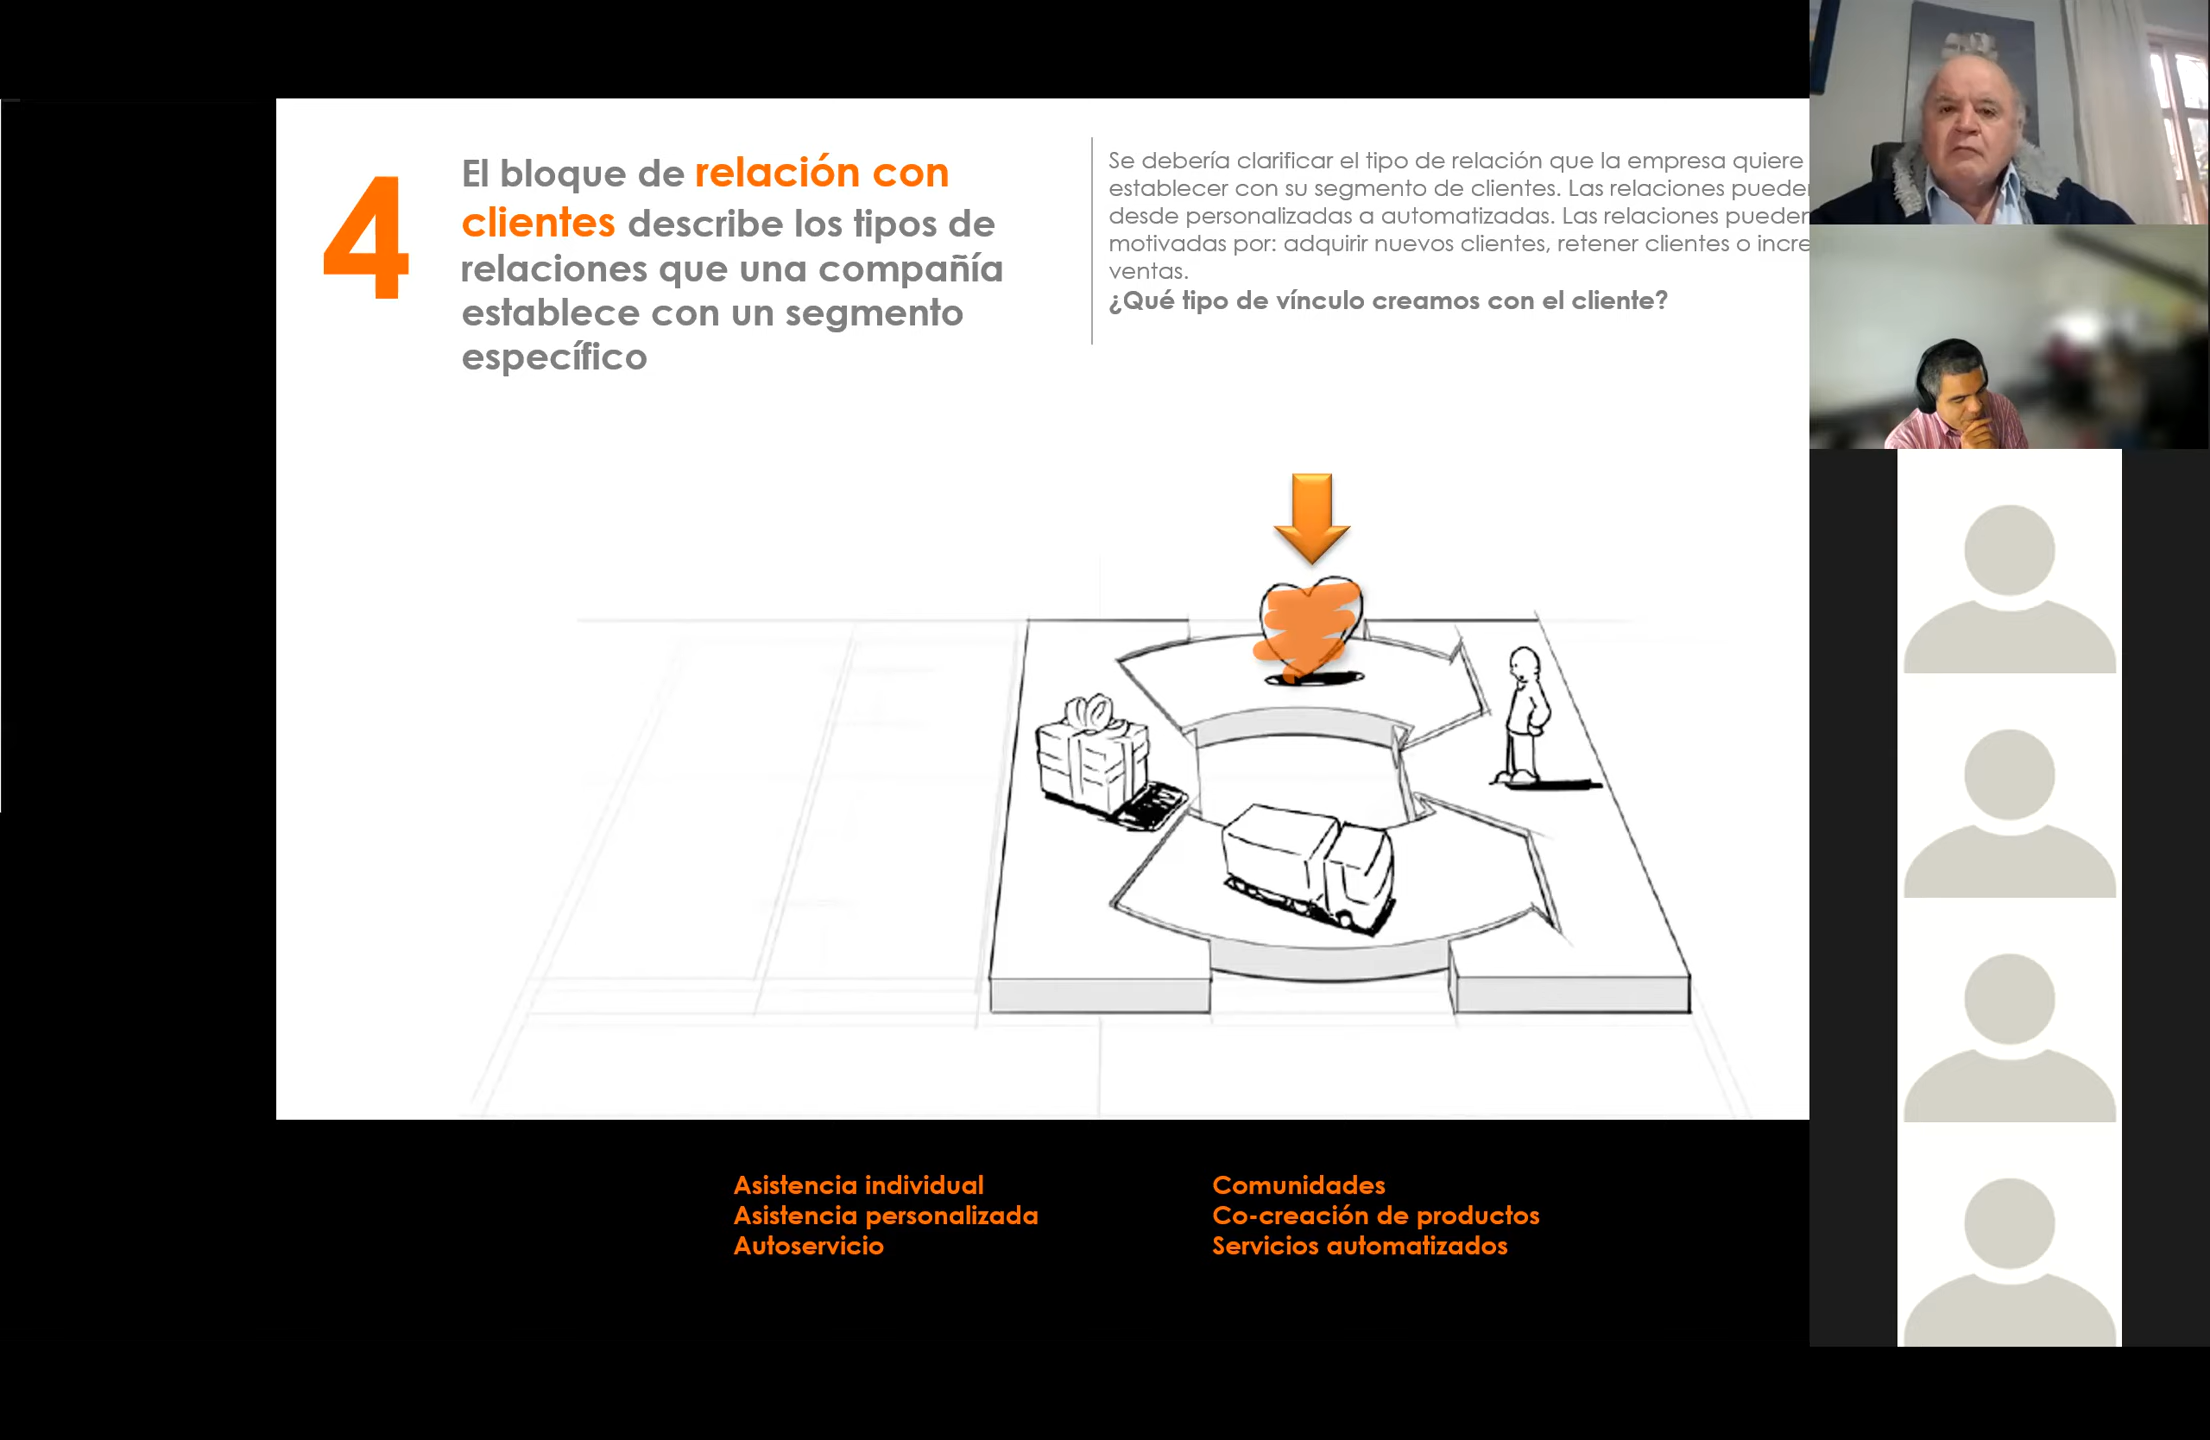 4
El bloque de relación con
clientes describe los tipos de
relaciones que una compañía
establece con un segmento
específico
Se debería clarificar el tipo de relación que la empresa quiere
establecer con su segmento de clientes. Las relaciones
desde personalizadas a automatizadas. Las relaciones
motivadas por: adquirir nuevos clientes, retener clientes o
ventas.
¿Qué tipo de vínculo creamos con el cliente?
Asistencia individual
Asistencia personalizada
Autoservicio
Comunidades
Co-creación de productos
Servicios automatizados